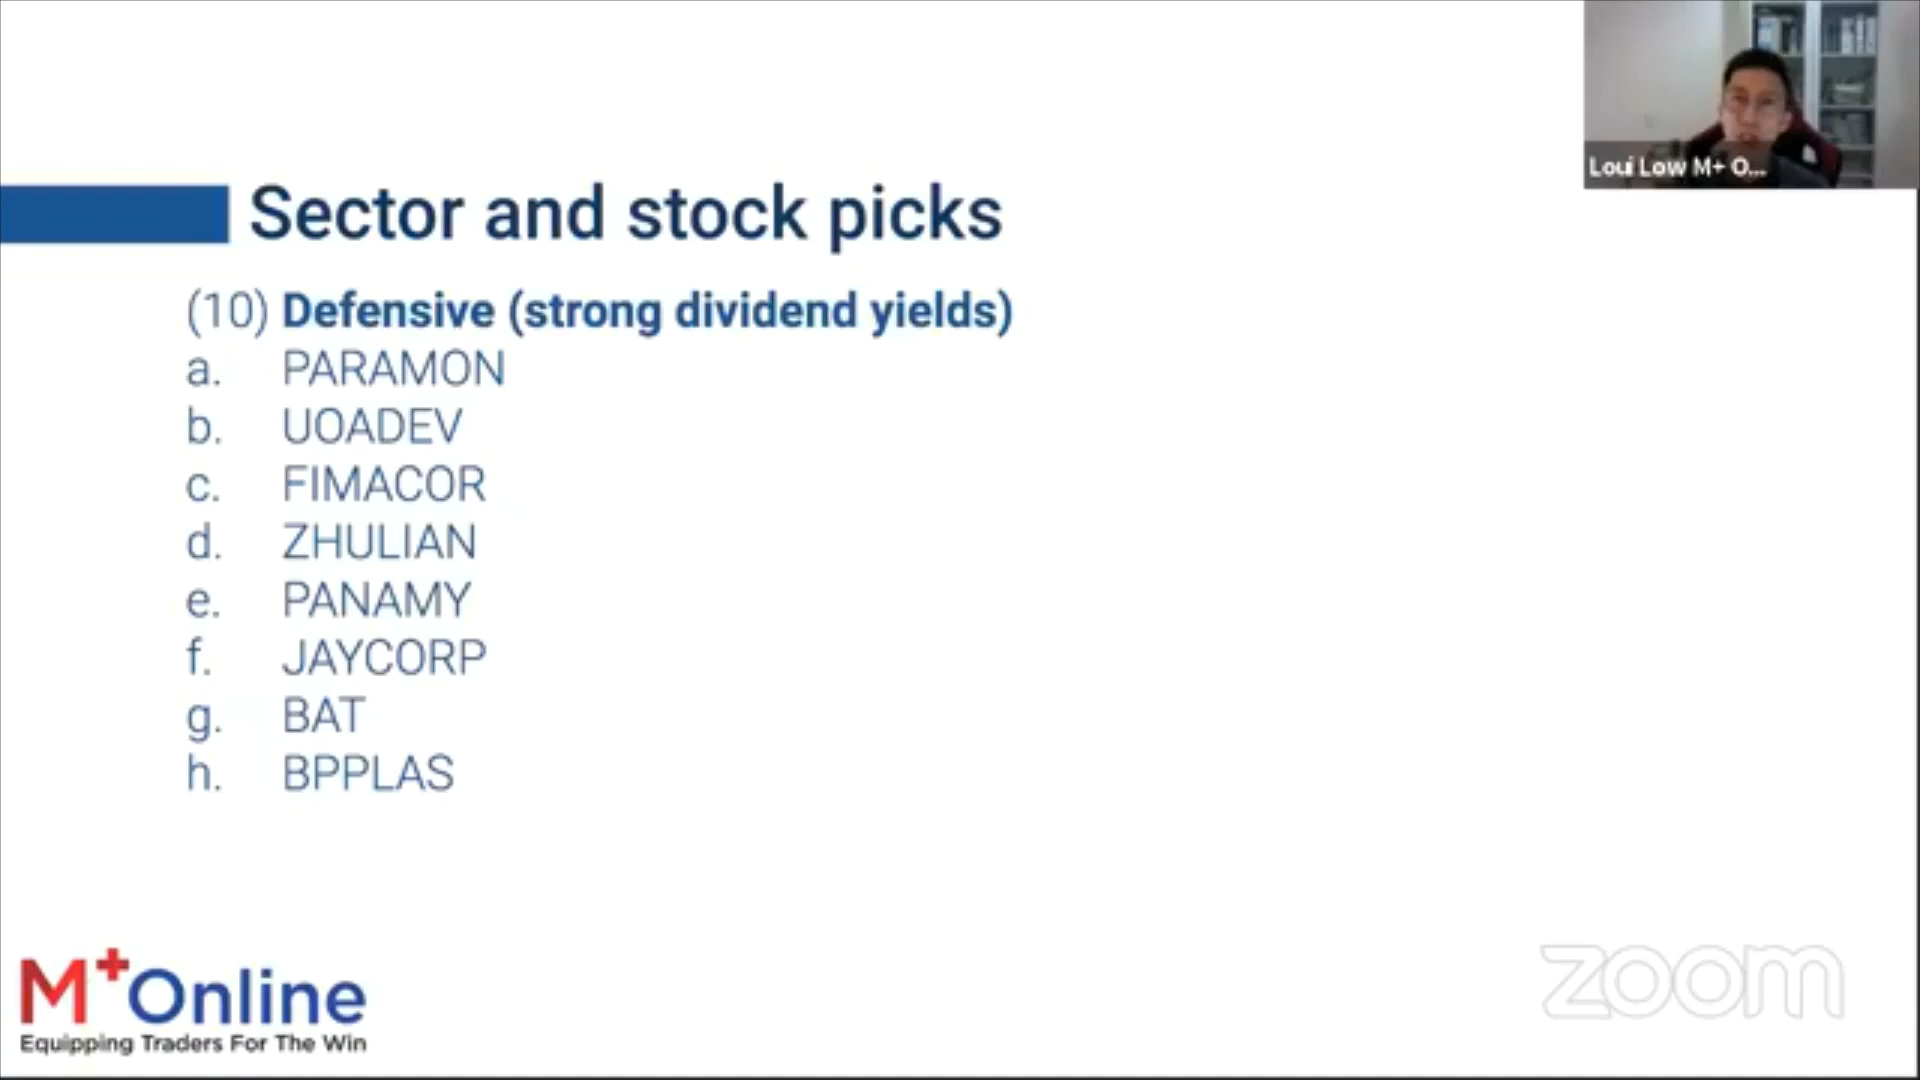 Loui Low M+ O...
Sector and stock picks
(10) Defensive (strong dividend yields)
a. PARAMON
b. UOADEV
c. FIMACOR
d. ZHULIAN
e. PANAMY
f. JAYCORP
g. BAT
h. BPPLAS
M+Online
Equipping Traders For The Win
zoom